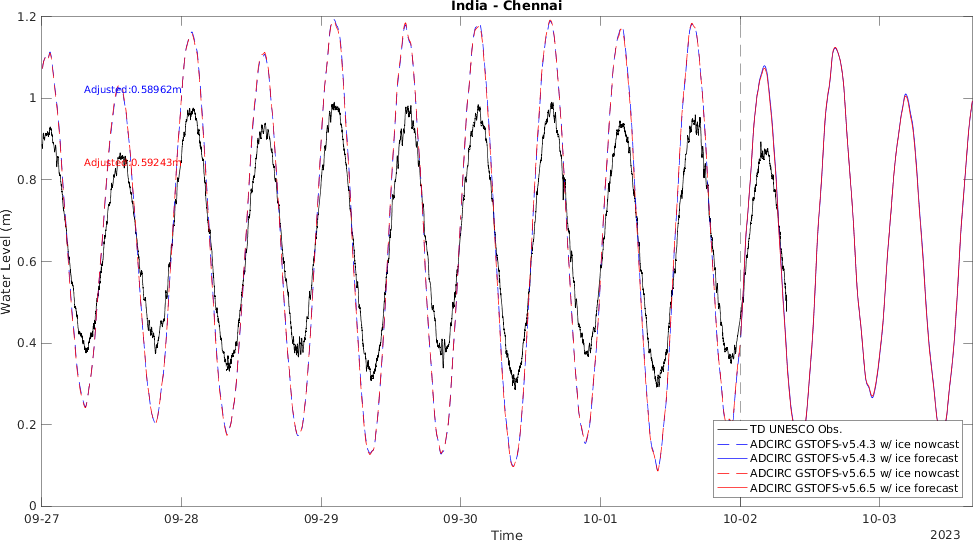 India - Chennai
Water Level (m)
1.2
1
0.8
0.6
0.4
0.2
0
Adjusted:0.58962m
Adjusted:0.59243m
TD UNESCO Obs.
ADCIRC GSTOFS-v5.4.3 w/ ice nowcast
ADCIRC GSTOFS-v5.4.3 w/ ice forecast
ADCIRC GSTOFS-v5.6.5 w/ ice nowcast
ADCIRC GSTOFS-v5.6.5 w/ ice forecast
09-27 09-28 09-29 09-30 10-01 10-02 10-03
Time
2023